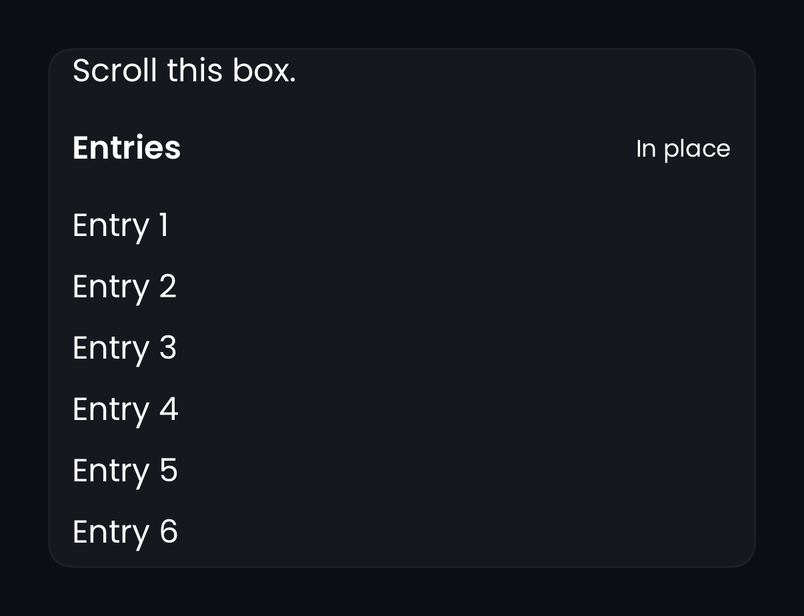 Scroll this box.
Entries In place
Entry 1
Entry 2
Entry 3
Entry 4
Entry 5
Entry 6